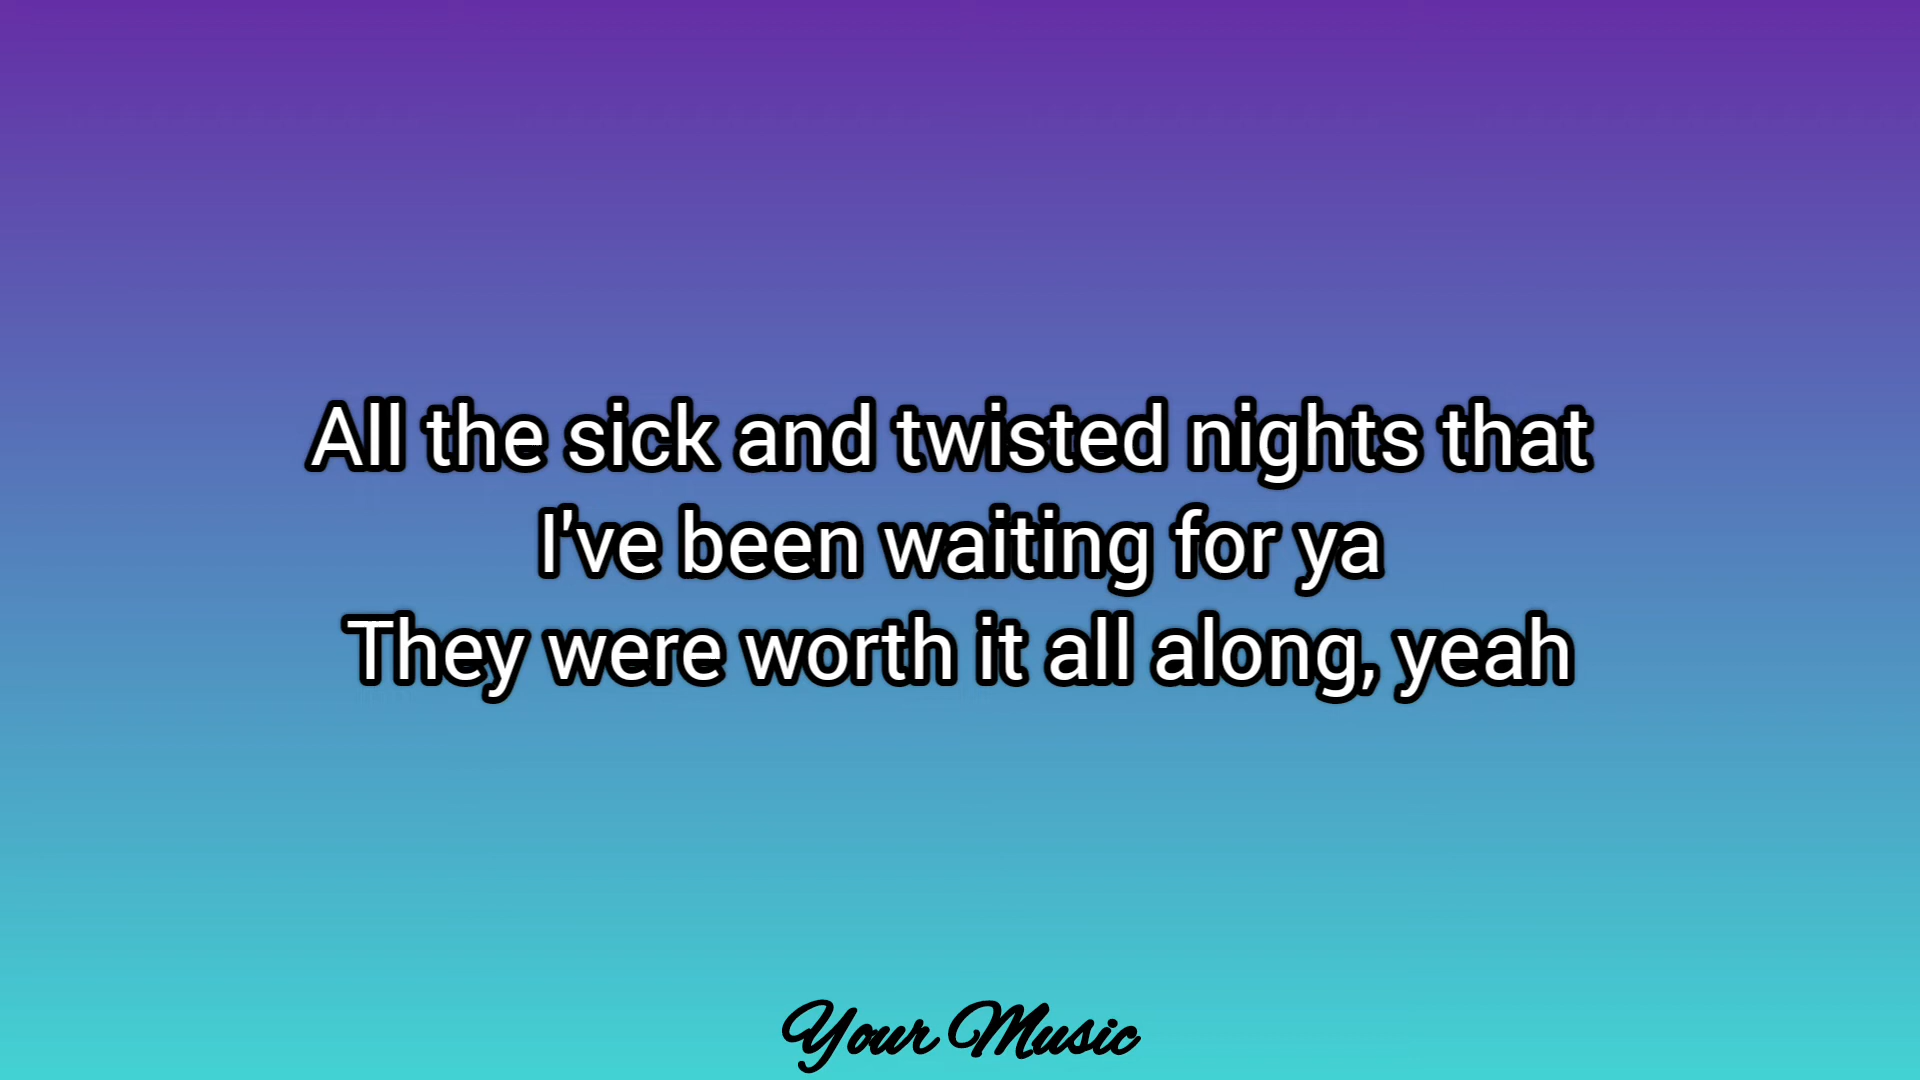 All the sick and twisted nights that
I've been waiting for ya
They were worth it all along, yeah
Your Music